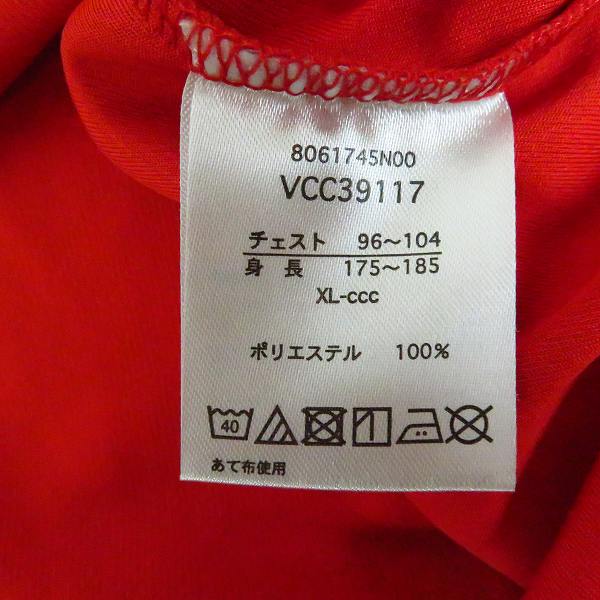 8061745N00
VCC39117
チェスト 96～104
身 長 175～185
XL-ccc
ポリエステル 100%
40
あて布使用